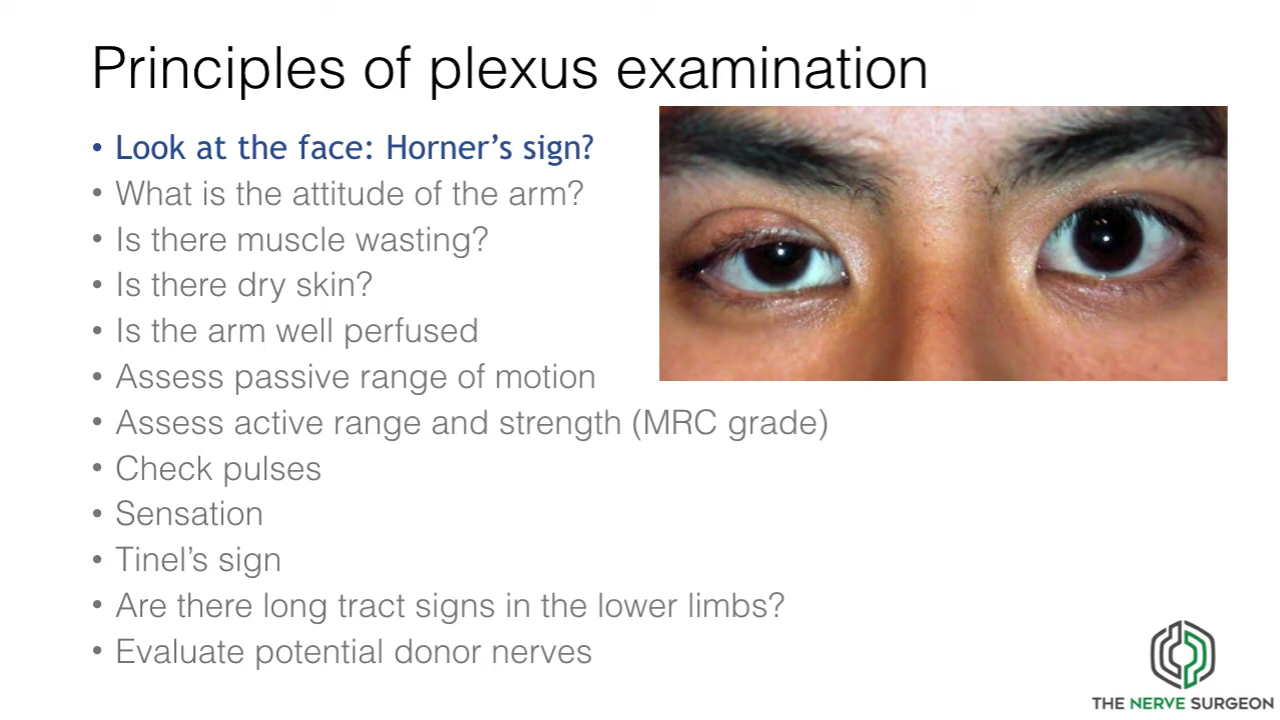 Principles of plexus examination
• Look at the face: Horner’s sign?
• What is the attitude of the arm?
• Is there muscle wasting?
• Is there dry skin?
• Is the arm well perfused
• Assess passive range of motion
• Assess active range and strength (MRC grade)
• Check pulses
• Sensation
• Tinel’s sign
• Are there long tract signs in the lower limbs?
• Evaluate potential donor nerves
THE NERVE SURGEON